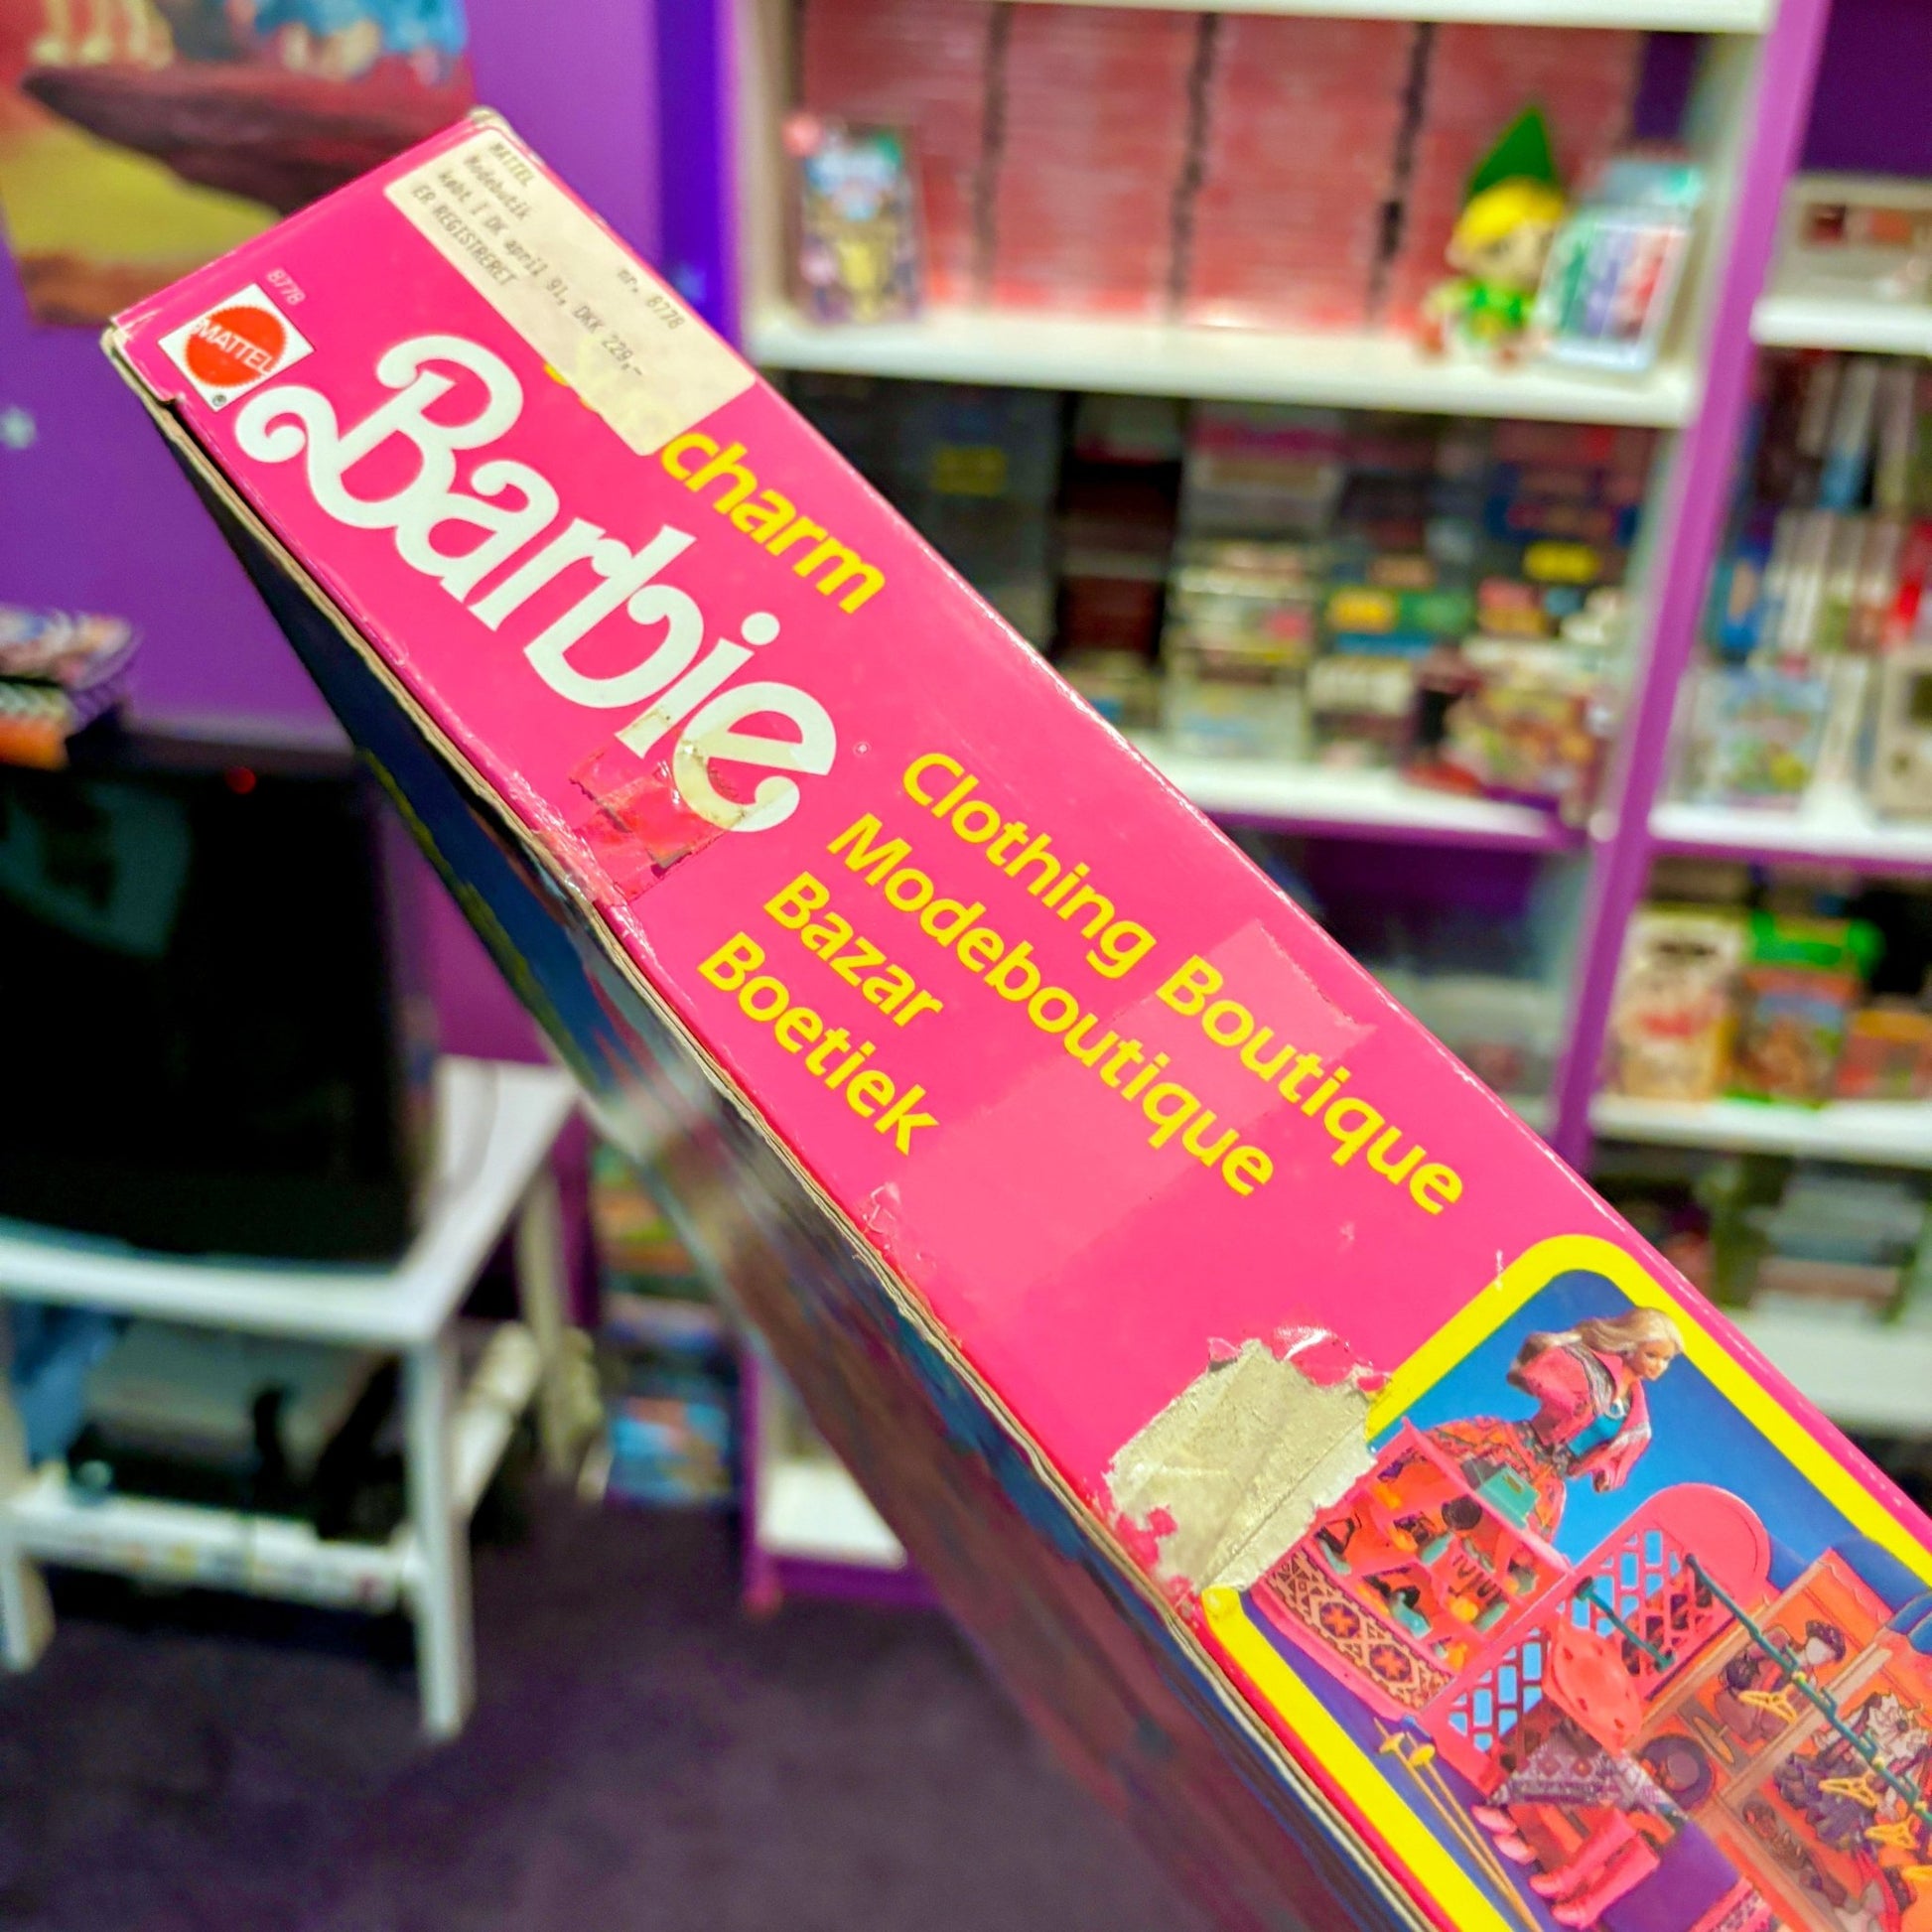 MATTEL
Modebutik nr. 8778
købt I DK april 91, DKK 229,-
ER REGISTRERET
8778
MATTEL
®
charm
Barbie
®
Clothing Boutique
Modeboutique
Bazar
Boetiek